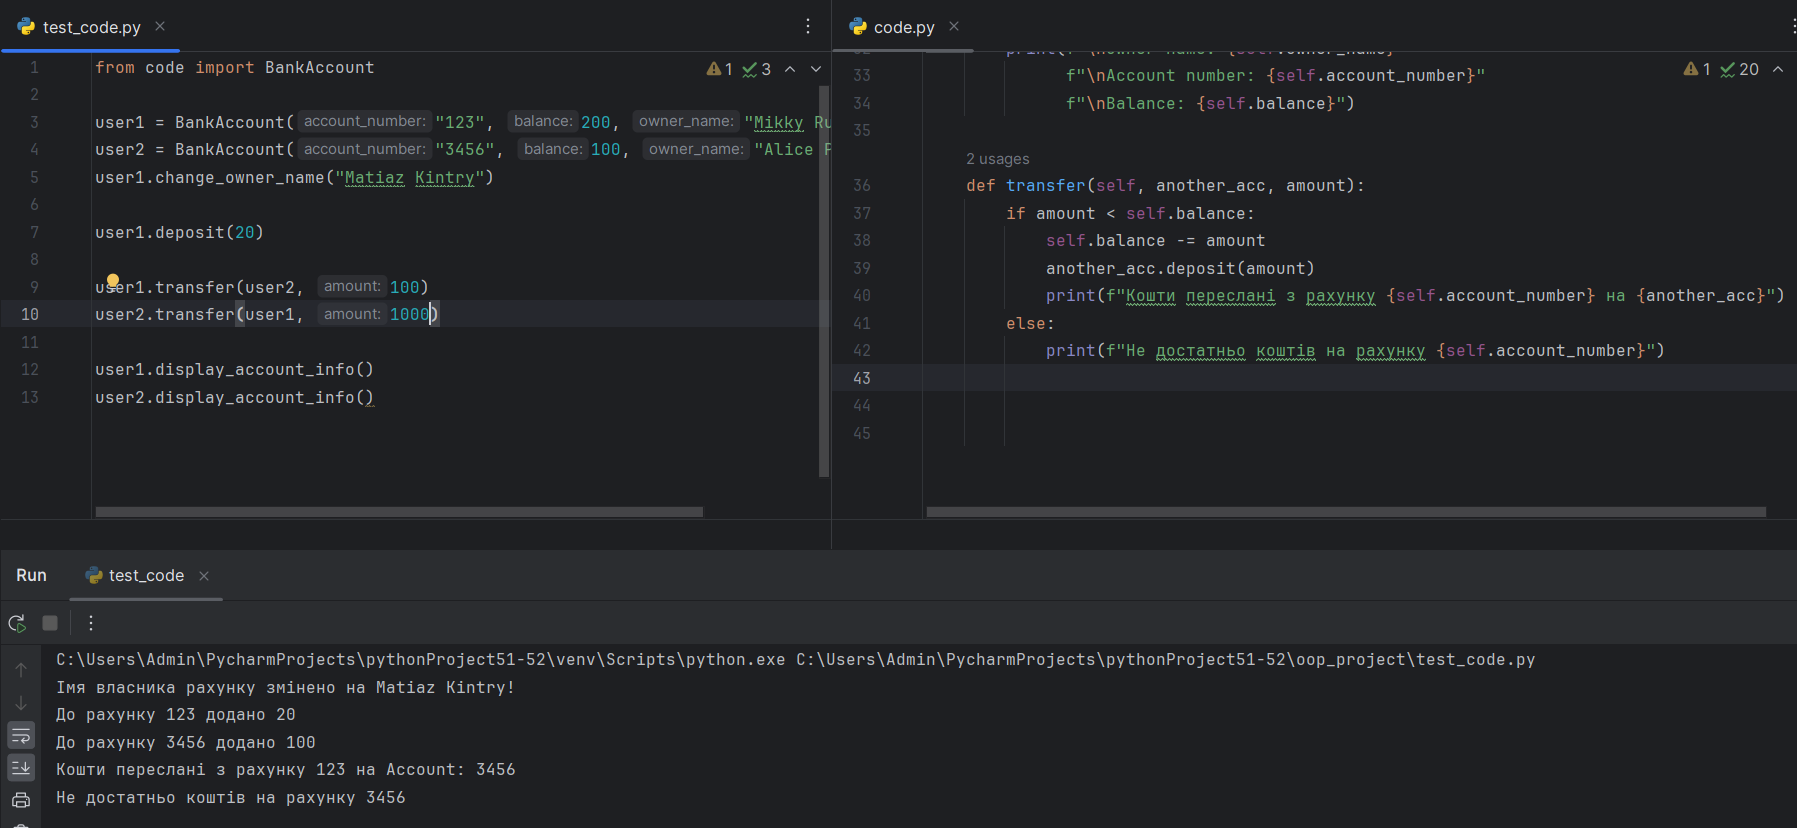 test_code.py
1 from code import BankAccount
1 3
2
3 user1 = BankAccount( account_number: "123", balance: 200, owner_name: "Mikky
4 user2 = BankAccount( account_number: "3456", balance: 100, owner_name: "Alice
5 user1.change_owner_name("Matiaz Kintry")
6
7 user1.deposit(20)
8
9 user1.transfer(user2, amount: 100)
10 user2.transfer(user1, amount: 1000)
11
12 user1.display_account_info()
13 user2.display_account_info()
code.py
1 20
33 f"\nAccount number: {self.account_number}"
34 f"\nBalance: {self.balance}")
35
2 usages
36 def transfer(self, another_acc, amount):
37 if amount < self.balance:
38 self.balance -= amount
39 another_acc.deposit(amount)
40 print(f"Кошти переслані з рахунку {self.account_number} на {another_acc}")
41 else:
42 print(f"Не достатньо коштів на рахунку {self.account_number}")
43
44
45
Run test_code
C:\Users\Admin\PycharmProjects\pythonProject51-52\venv\Scripts\python.exe C:\Users\Admin\PycharmProjects\pythonProject51-52\oop_project\test_code.py
Імя власника рахунку змінено на Matiaz Kintry!
До рахунку 123 додано 20
До рахунку 3456 додано 100
Кошти переслані з рахунку 123 на Account: 3456
Не достатньо коштів на рахунку 3456